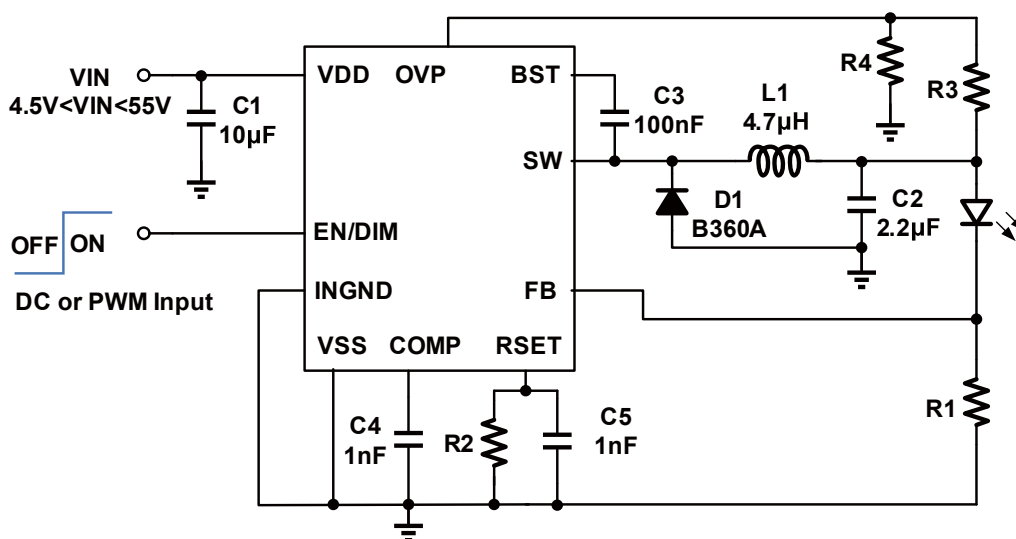 VIN
4.5V<VIN<55V
C1
10µF
OFF
ON
DC or PWM Input
VDD
OVP
BST
SW
EN/DIM
INGND
FB
VSS
COMP
RSET
C3
100nF
L1
4.7µH
R4
R3
D1
B360A
C2
2.2µF
C4
1nF
R2
C5
1nF
R1